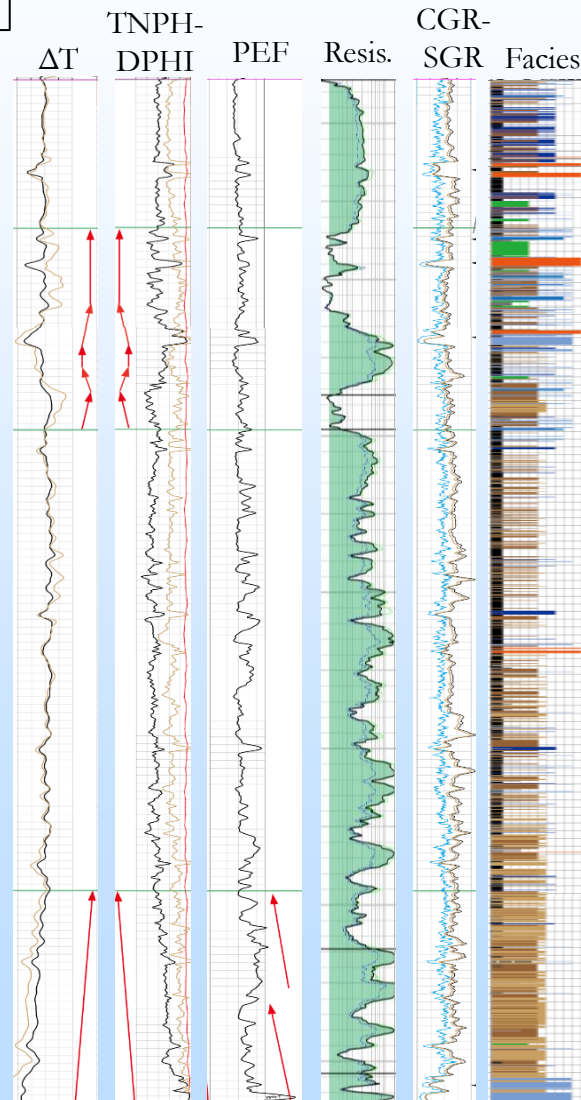 ΔT
TNPH-
DPHI
PEF
Resis.
CGR-
SGR
Facies